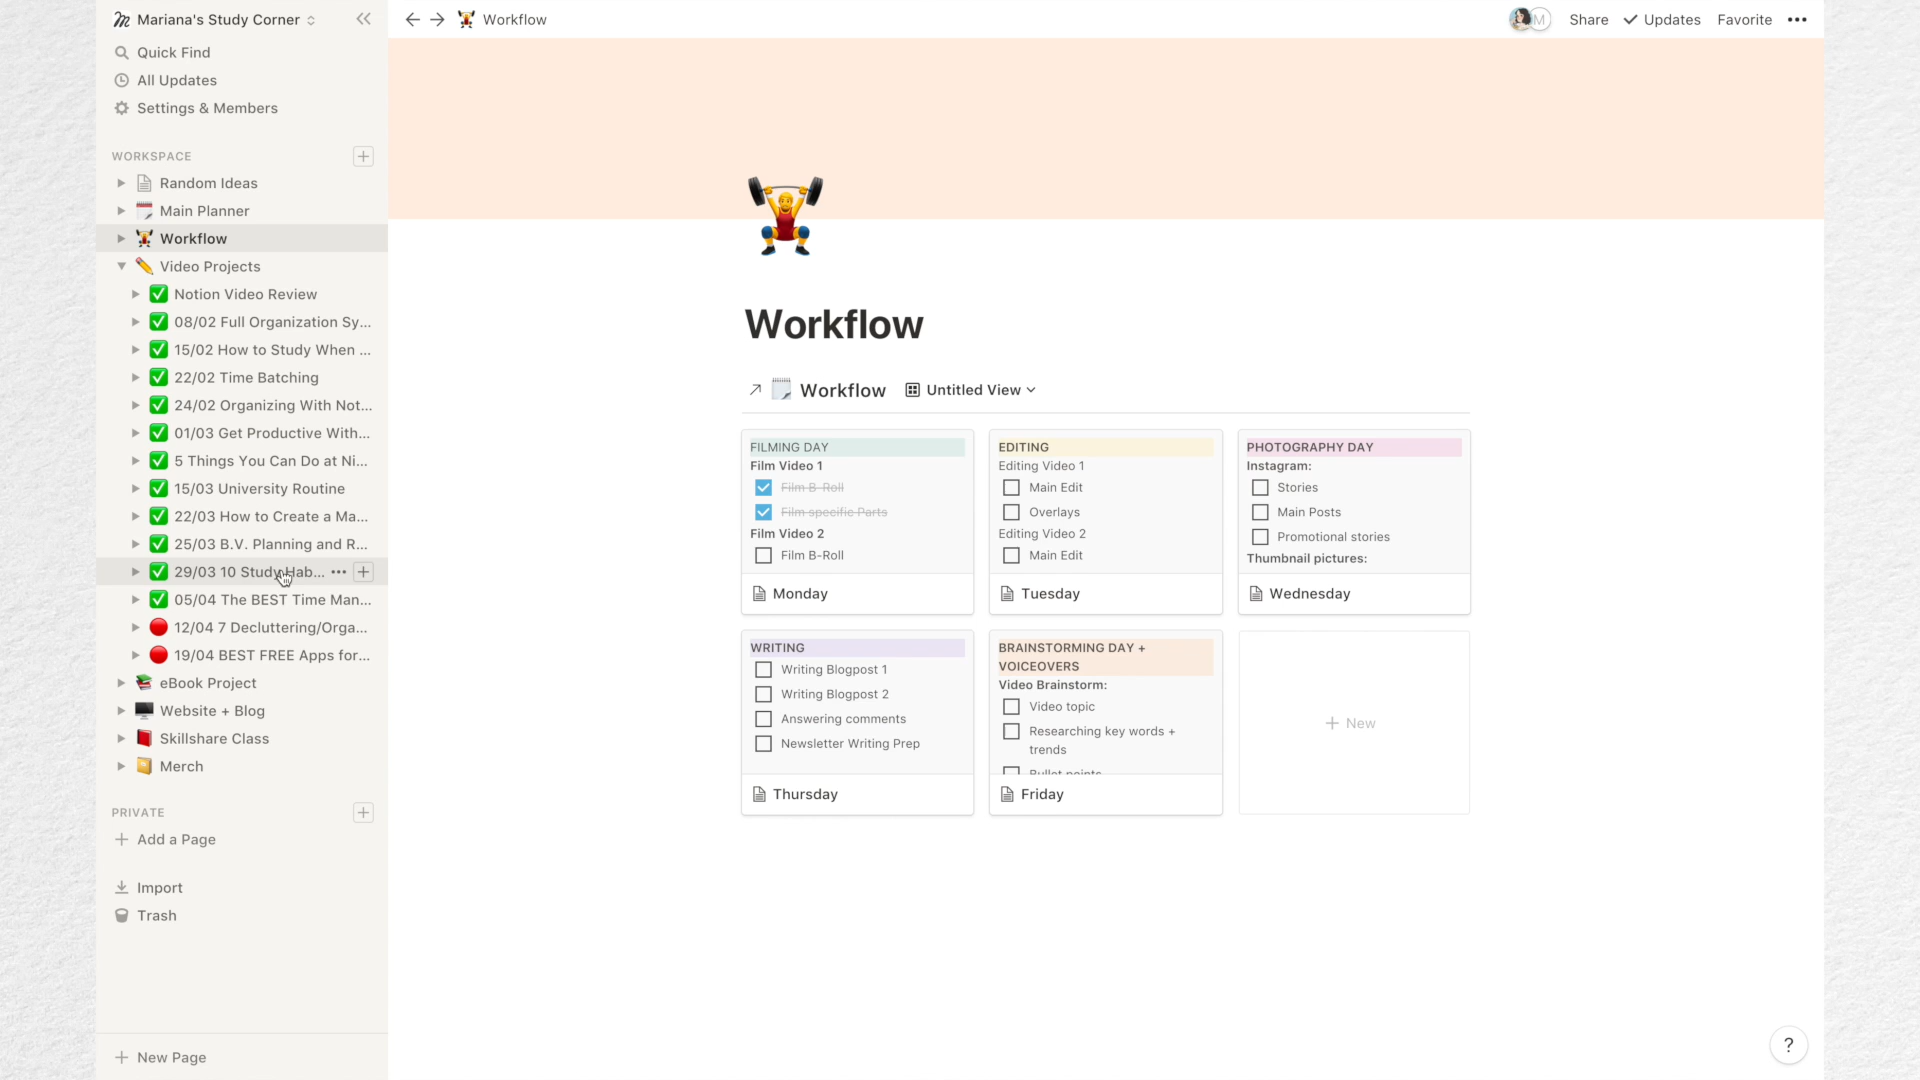 Mariana's Study Corner
Quick Find
All Updates
Settings & Members
WORKSPACE
Random Ideas
Main Planner
Workflow
Video Projects
Notion Video Review
08/02 Full Organization Sy...
15/02 How to Study When ...
22/02 Time Batching
24/02 Organizing With Not...
01/03 Get Productive With...
5 Things You Can Do at Ni...
15/03 University Routine
22/03 How to Create a Ma...
25/03 B.V. Planning and R...
29/03 10 Study Hab...
05/04 The BEST Time Man...
12/04 7 Decluttering/Orga...
19/04 BEST FREE Apps for...
eBook Project
Website + Blog
Skillshare Class
Merch
PRIVATE
Add a Page
Import
Trash
New Page
Workflow
M
Share
Updates
Favorite
Workflow
Workflow
Untitled View
FILMING DAY
Film Video 1
Film B-Roll
Film specific Parts
Film Video 2
Film B-Roll
Monday
EDITING
Editing Video 1
Main Edit
Overlays
Editing Video 2
Main Edit
Tuesday
PHOTOGRAPHY DAY
Instagram:
Stories
Main Posts
Promotional stories
Thumbnail pictures:
Wednesday
WRITING
Writing Blogpost 1
Writing Blogpost 2
Answering comments
Newsletter Writing Prep
Thursday
BRAINSTORMING DAY +
VOICEOVERS
Video Brainstorm:
Video topic
Researching key words +
trends
Bullet points
Friday
+ New
?